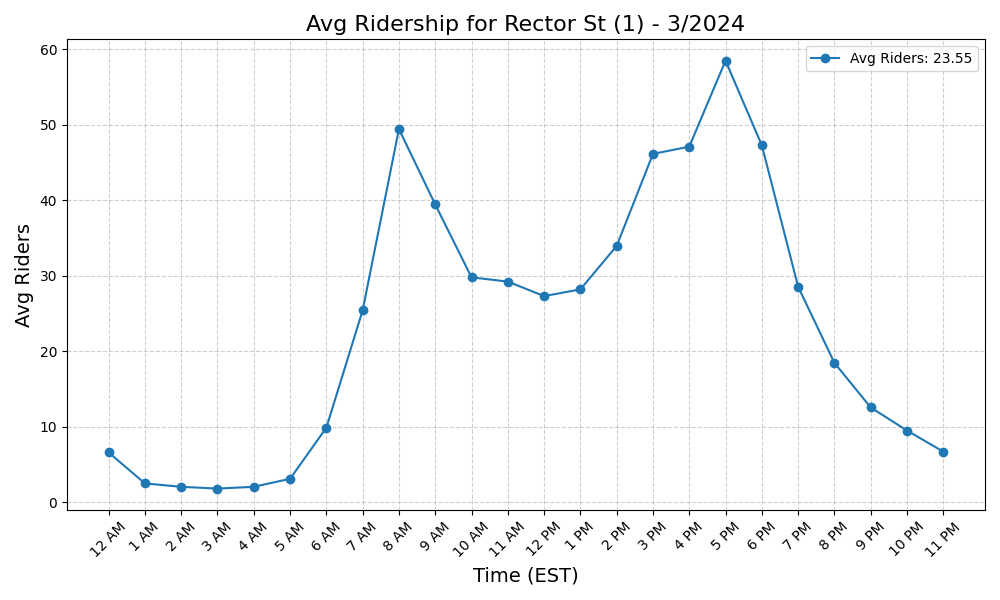 Avg Ridership for Rector St (1) - 3/2024
Avg Riders: 23.55
60
50
40
30
20
10
0
Avg Riders
12 AM
1 AM
2 AM
3 AM
4 AM
5 AM
6 AM
7 AM
8 AM
9 AM
10 AM
11 AM
12 PM
1 PM
2 PM
3 PM
4 PM
5 PM
6 PM
7 PM
8 PM
9 PM
10 PM
11 PM
Time (EST)